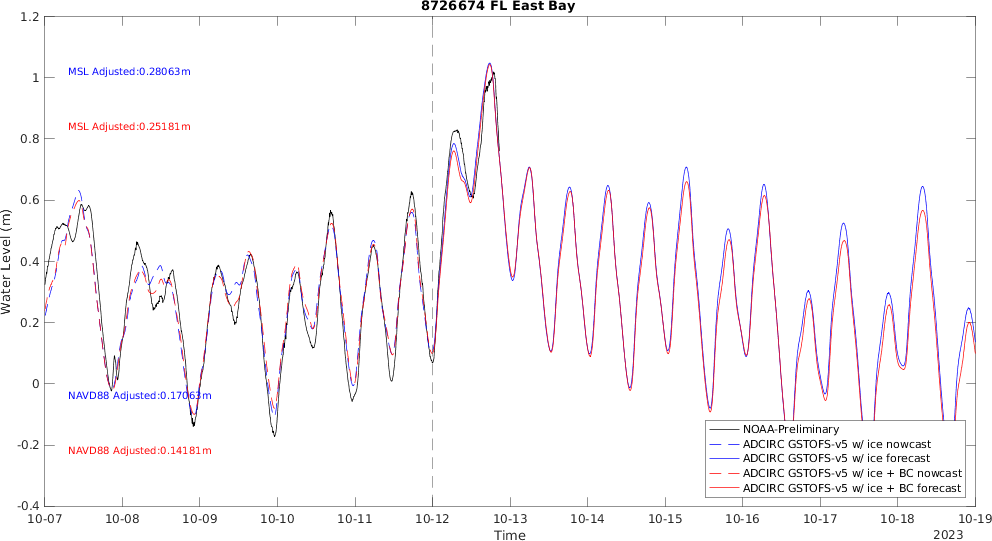 8726674 FL East Bay
1.2
1
0.8
0.6
0.4
0.2
0
-0.2
-0.4
Water Level (m)
MSL Adjusted:0.28063m
MSL Adjusted:0.25181m
NAVD88 Adjusted:0.17063m
NAVD88 Adjusted:0.14181m
NOAA-Preliminary
ADCIRC GSTOFS-v5 w/ ice nowcast
ADCIRC GSTOFS-v5 w/ ice forecast
ADCIRC GSTOFS-v5 w/ ice + BC nowcast
ADCIRC GSTOFS-v5 w/ ice + BC forecast
10-07 10-08 10-09 10-10 10-11 10-12 10-13 10-14 10-15 10-16 10-17 10-18 10-19
Time
2023